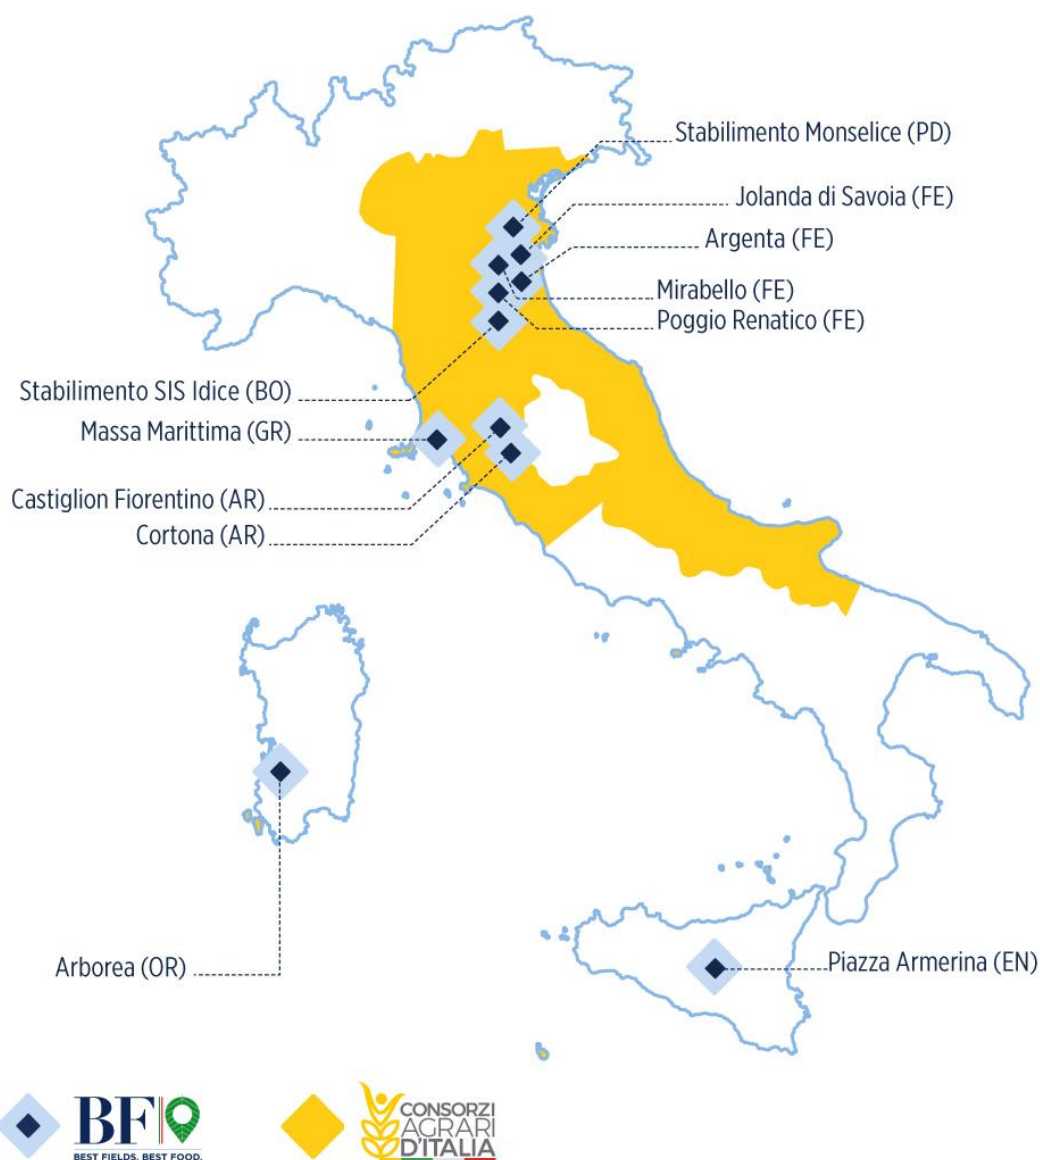 Stabilimento Monselice (PD)
Jolanda di Savoia (FE)
Argenta (FE)
Mirabello (FE)
Poggio Renatico (FE)
Stabilimento SIS Idice (BO)
Massa Marittima (GR)
Castiglion Fiorentino (AR)
Cortona (AR)
Arborea (OR)
Piazza Armerina (EN)
BF
BEST FIELDS. BEST FOOD.
CONSORZI
AGRARI
D'ITALIA